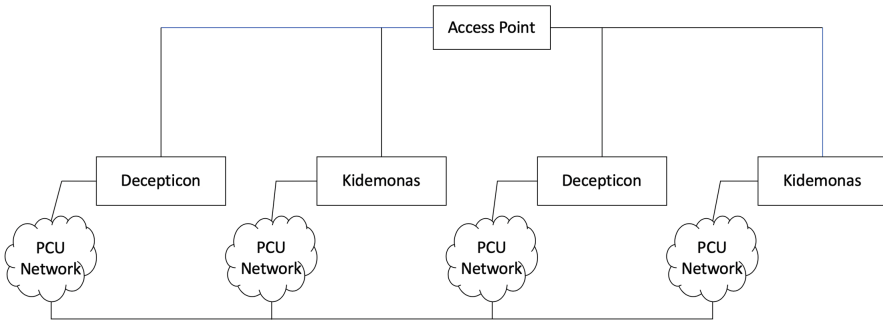 Access Point
Decepticon
Kidemonas
Decepticon
Kidemonas
PCU
Network
PCU
Network
PCU
Network
PCU
Network